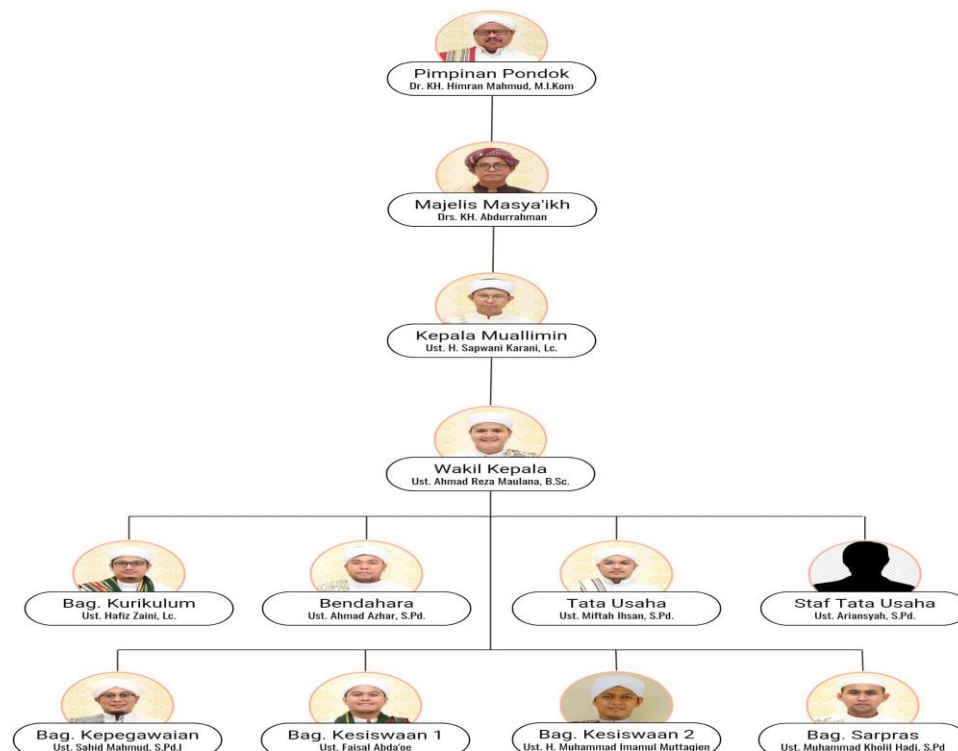 Pimpinan Pondok
Dr. KH. Himran Mahmud, M.I.Kom
Majelis Masya'ikh
Drs. KH. Abdurrahman
Kepala Muallimin
Ust. H. Sapwani Karani, Lc.
Wakil Kepala
Ust. Ahmad Reza Maulana, B.Sc.
Bag. Kurikulum
Ust. Hafiz Zaini, Lc.
Bendahara
Ust. Ahmad Azhar, S.Pd.
Tata Usaha
Ust. Miftah Ihsan, S.Pd.
Staf Tata Usaha
Ust. Ariansyah, S.Pd.
Bag. Kepegawaian
Ust. Sahid Mahmud, S.Pd.I
Bag. Kesiswaan 1
Ust. Faisal Abda'oe
Bag. Kesiswaan 2
Ust. H. Muhammad Imamul Muttaqien
Bag. Sarpras
Ust. Muhammad Khairul Hadi, S.Pd